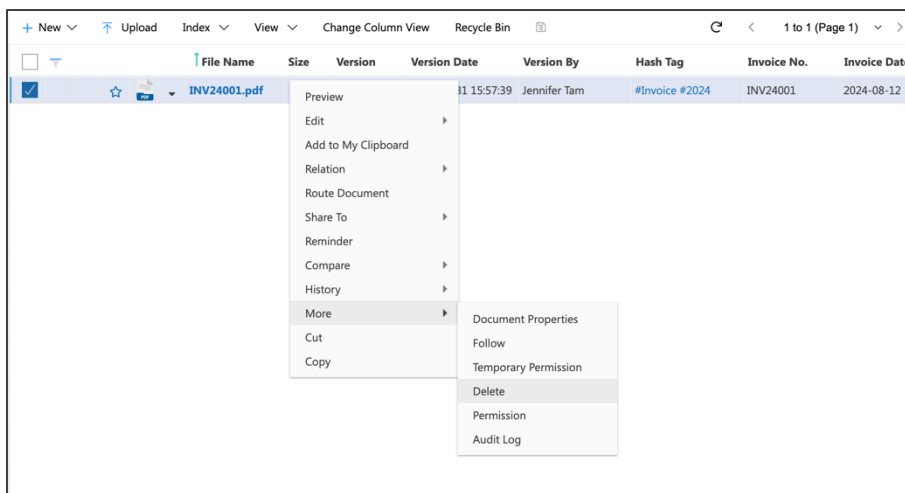 + New Upload Index View Change Column View Recycle Bin 1 to 1 (Page 1)
File Name Size Version Version Date Version By Hash Tag Invoice No. Invoice Date
INV24001.pdf 31 15:57:39 Jennifer Tam #Invoice #2024 INV24001 2024-08-12
PDF
Preview
Edit
Add to My Clipboard
Relation
Route Document
Share To
Reminder
Compare
History
More
Cut
Copy
Document Properties
Follow
Temporary Permission
Delete
Permission
Audit Log